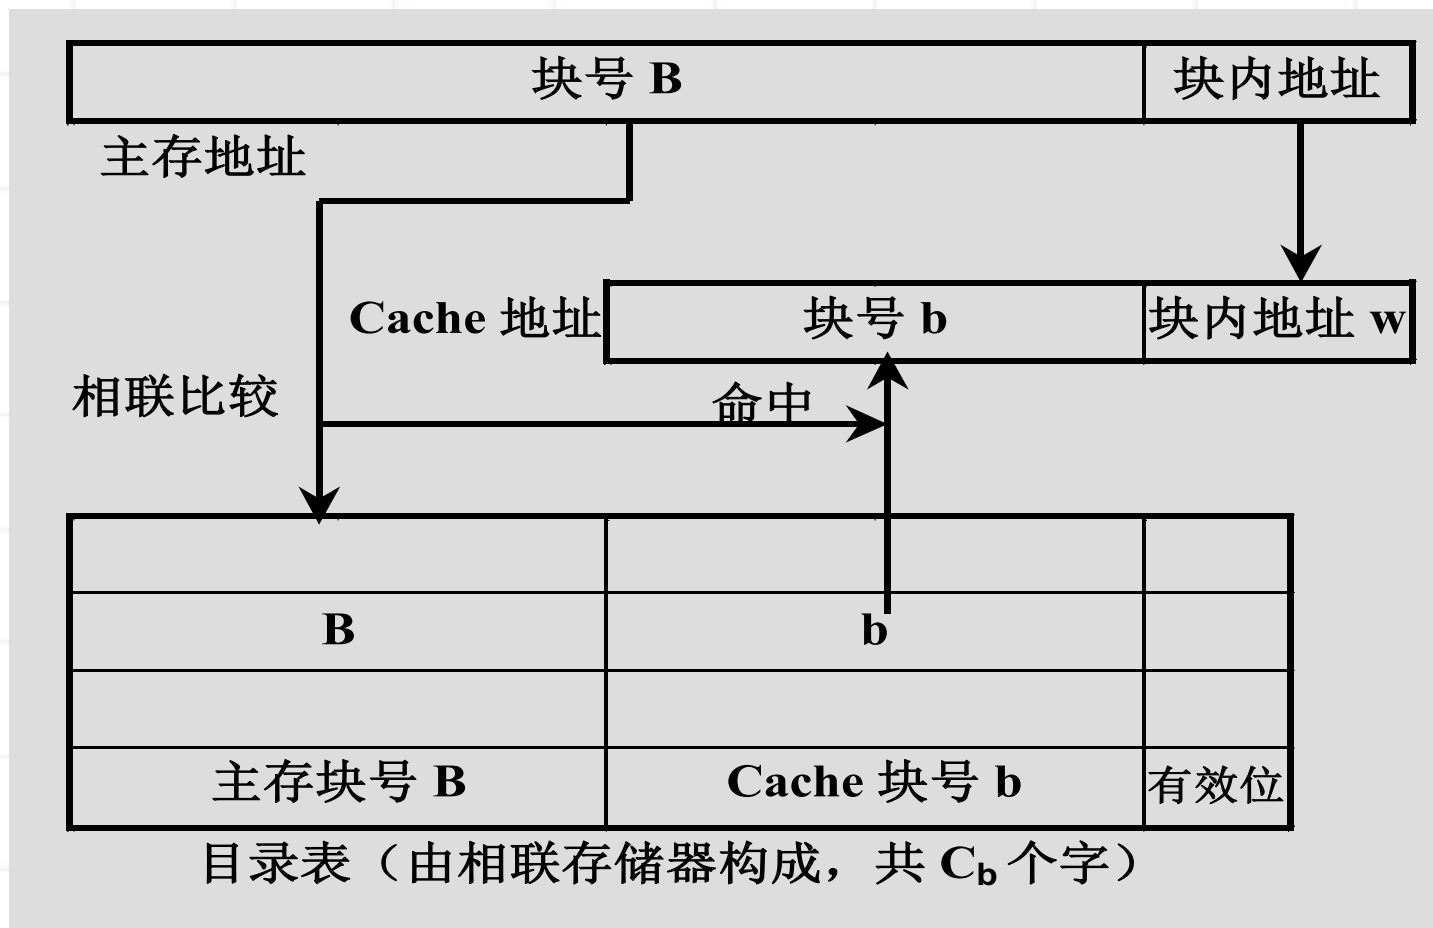 块号 B 块内地址
主存地址
Cache 地址 块号 b 块内地址 w
相联比较 命中
B b
主存块号 B Cache 块号 b 有效位
目录表（由相联存储器构成，共 Cb 个字）